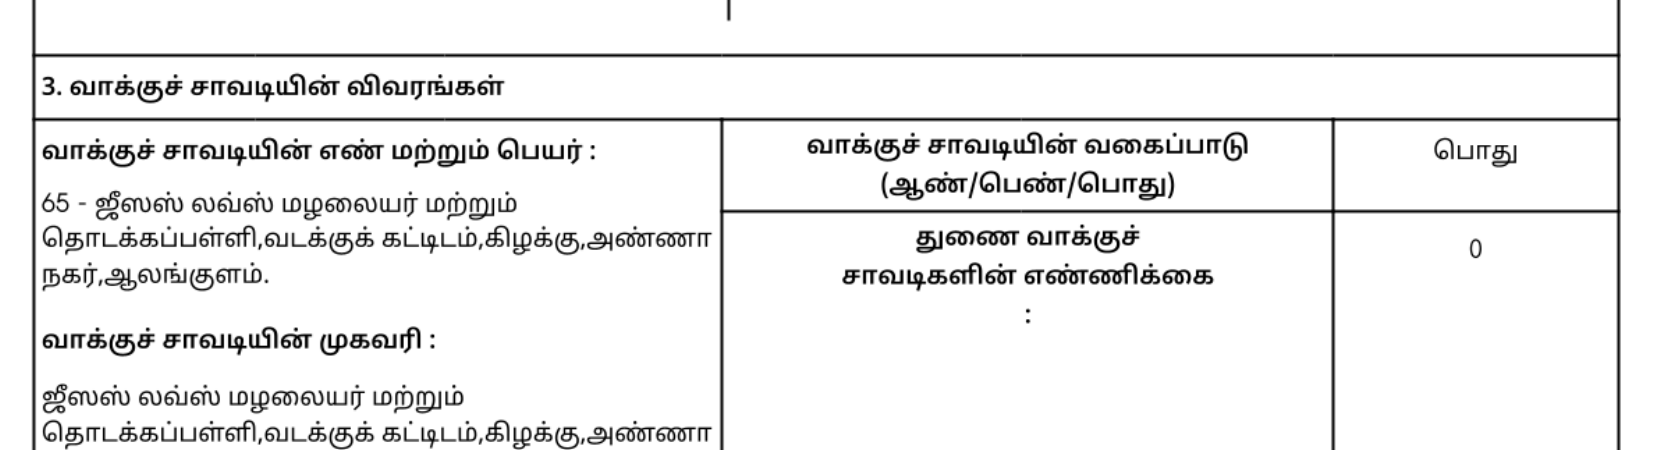 3. வாக்குச் சாவடியின் விவரங்கள்
வாக்குச் சாவடியின் எண் மற்றும் பெயர் :
65 - ஜீஸஸ் லவ்ஸ் மழலையர் மற்றும்
தொடக்கப்பள்ளி,வடக்குக் கட்டிடம்,கிழக்கு,அண்ணா
நகர்,ஆலங்குளம்.
வாக்குச் சாவடியின் முகவரி :
ஜீஸஸ் லவ்ஸ் மழலையர் மற்றும்
தொடக்கப்பள்ளி,வடக்குக் கட்டிடம்,கிழக்கு,அண்ணா
வாக்குச் சாவடியின் வகைப்பாடு
(ஆண்/பெண்/பொது)
பொது
துணை வாக்குச்
சாவடிகளின் எண்ணிக்கை
:
0